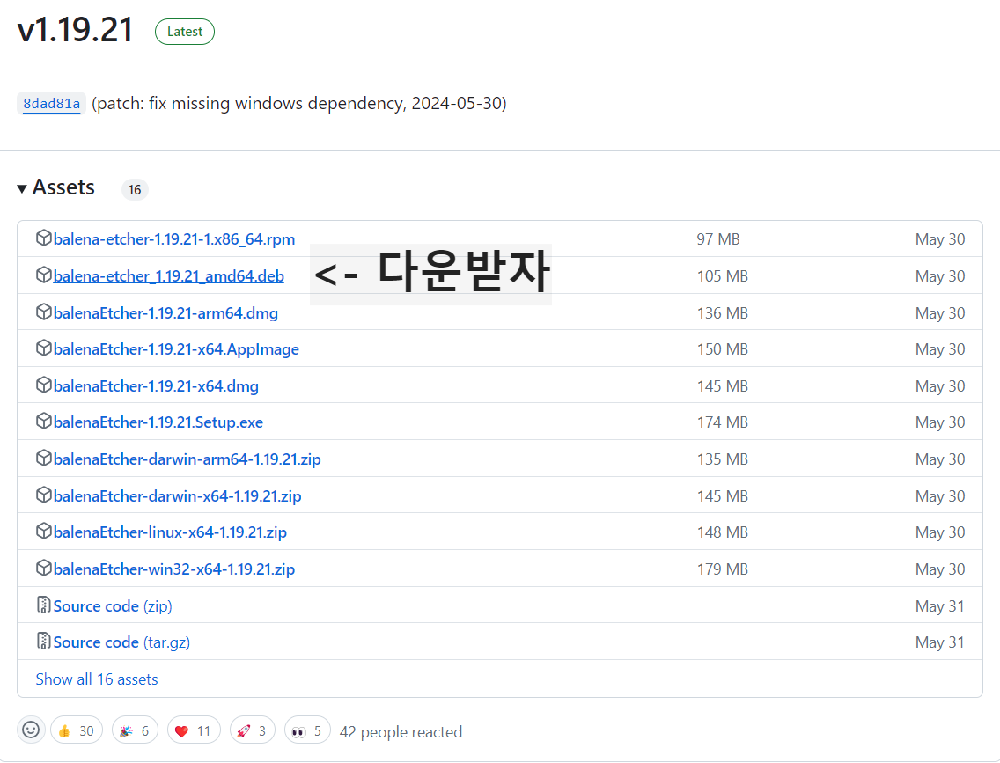 v1.19.21 Latest
8dad81a (patch: fix missing windows dependency, 2024-05-30)
Assets 16
balena-etcher-1.19.21-1.x86_64.rpm 97 MB May 30
balena-etcher_1.19.21_amd64.deb <- 다운받자 105 MB May 30
balenaEtcher-1.19.21-arm64.dmg 136 MB May 30
balenaEtcher-1.19.21-x64.AppImage 150 MB May 30
balenaEtcher-1.19.21-x64.dmg 145 MB May 30
balenaEtcher-1.19.21.Setup.exe 174 MB May 30
balenaEtcher-darwin-arm64-1.19.21.zip 135 MB May 30
balenaEtcher-darwin-x64-1.19.21.zip 145 MB May 30
balenaEtcher-linux-x64-1.19.21.zip 148 MB May 30
balenaEtcher-win32-x64-1.19.21.zip 179 MB May 30
Source code (zip) May 31
Source code (tar.gz) May 31
Show all 16 assets
30 6 11 3 5 42 people reacted